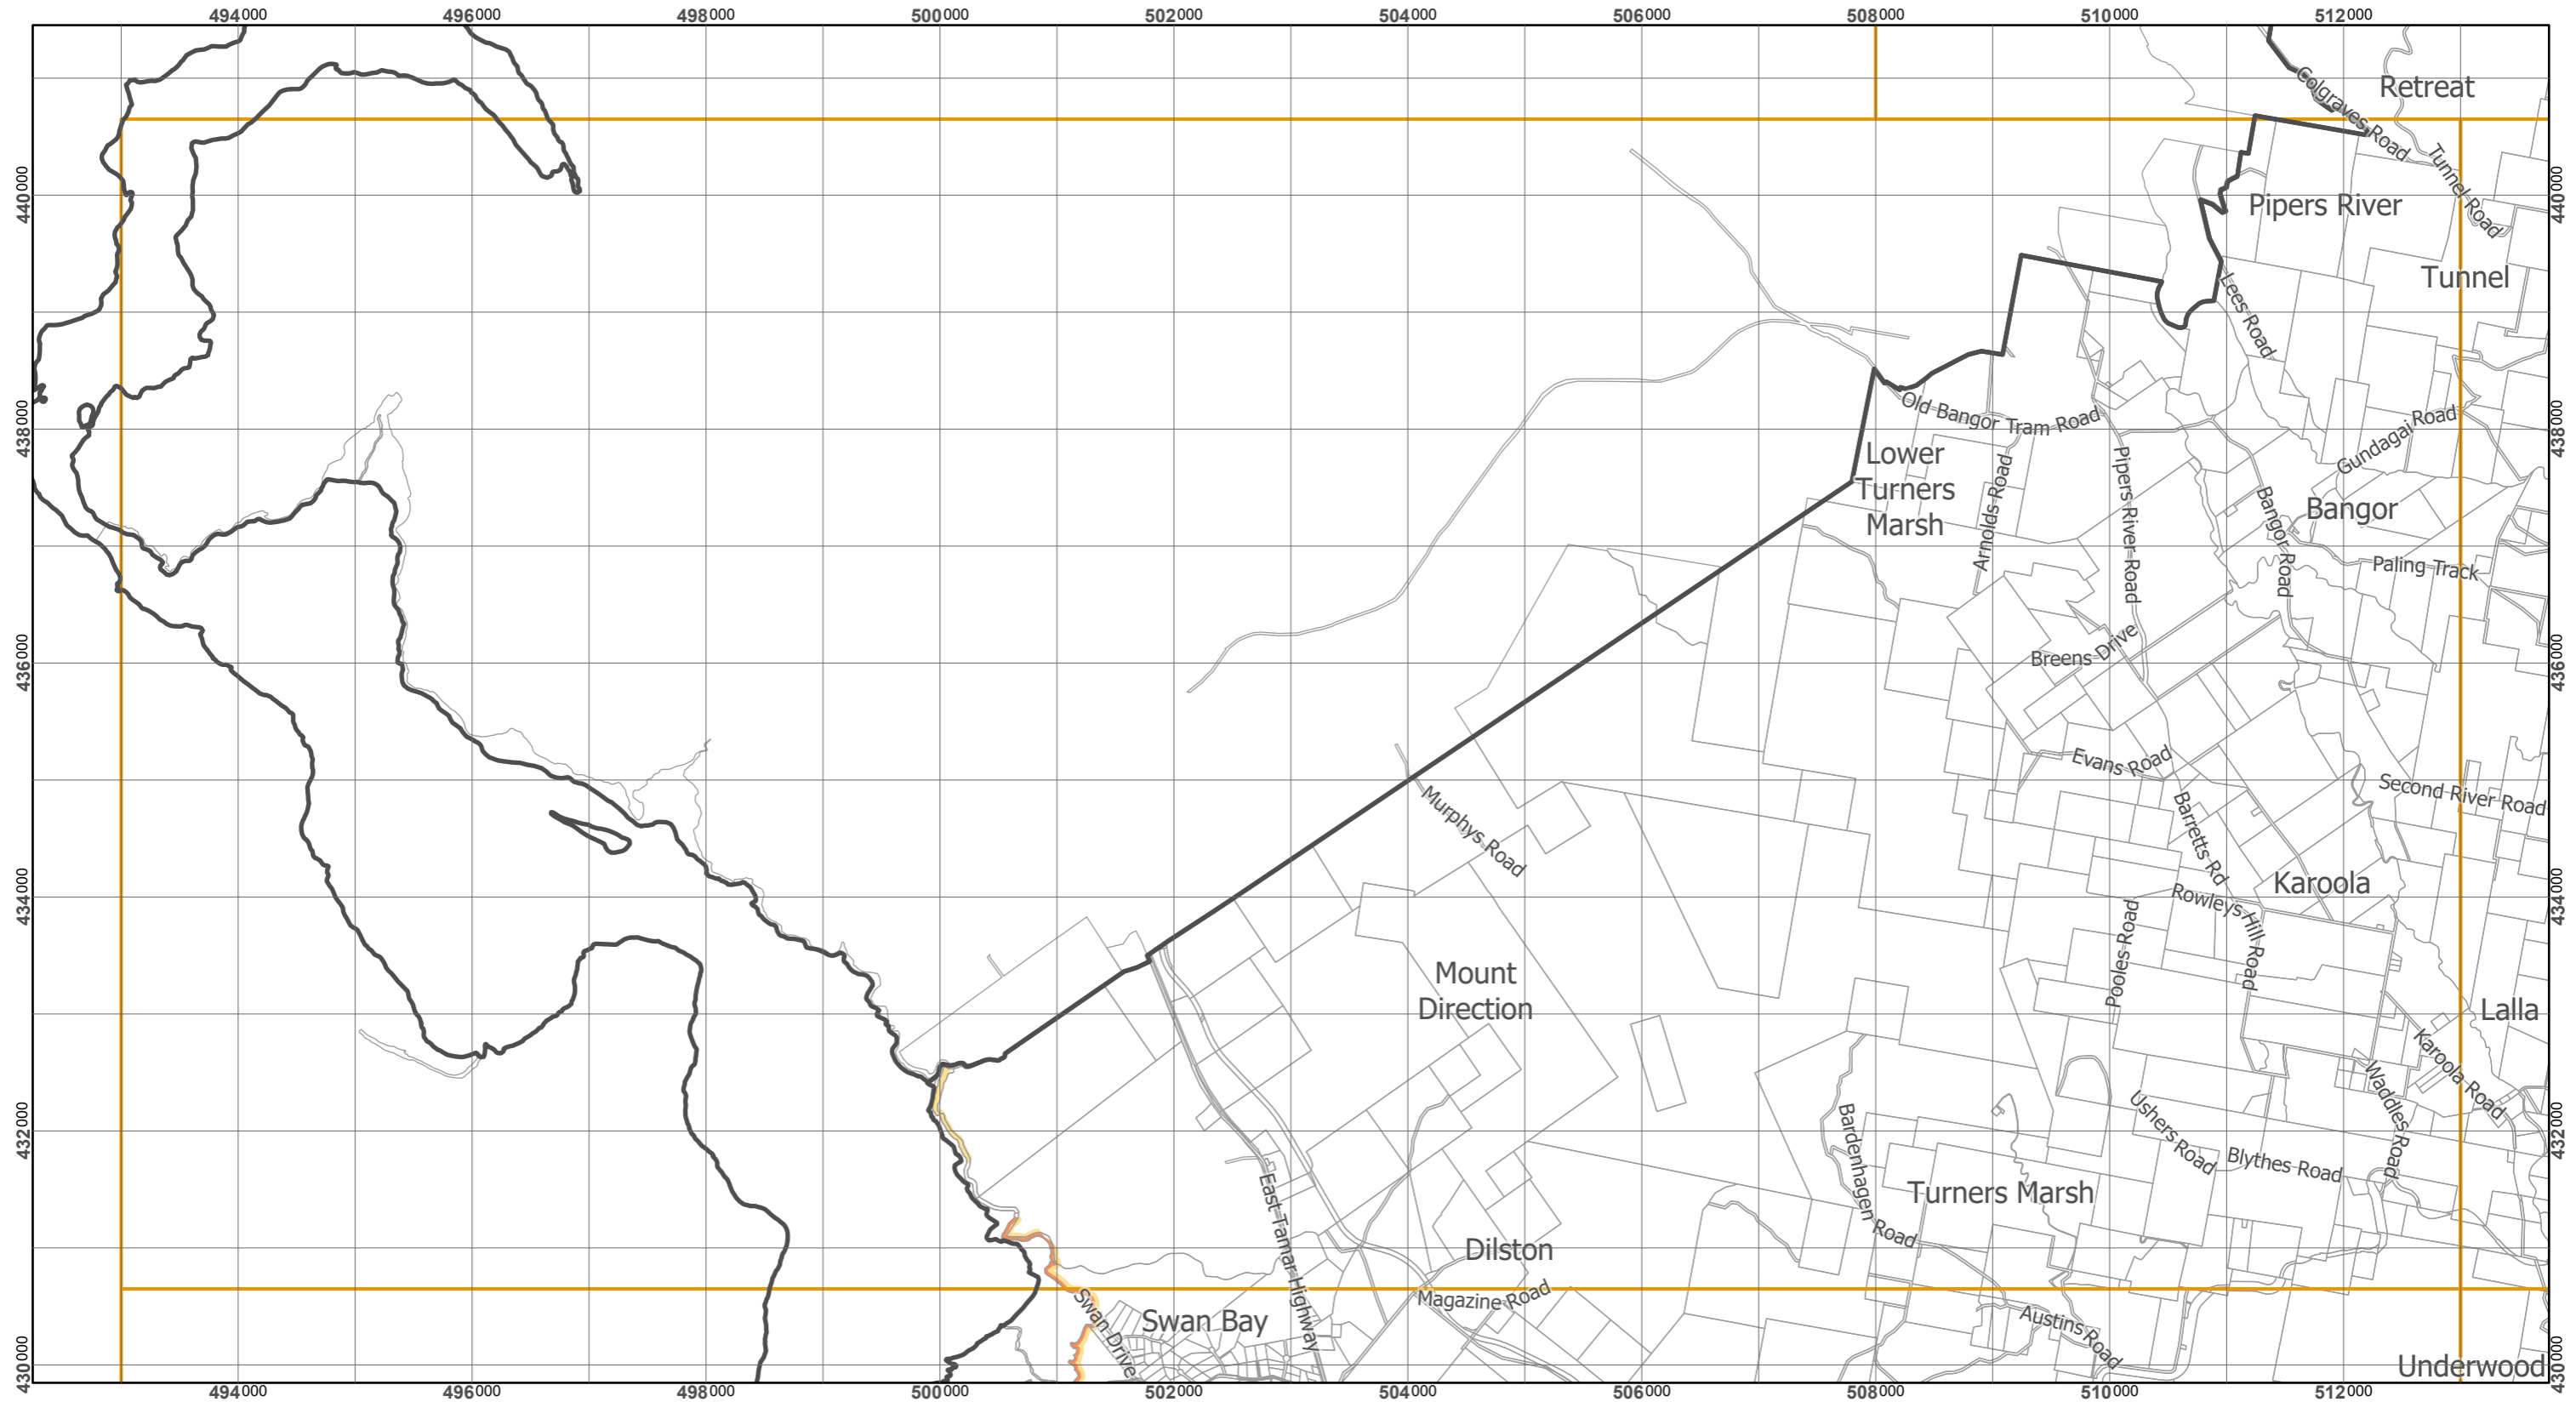 494000 496000 498000 500000 502000 504000 506000 508000 510000 512000
Retreat
Colgraves Road
Tunnel Road
440000 440000
Pipers River
Tunnel
Lees Road
Old Bangor Tram Road
Gundagai Road
438000 438000
Lower
Turners
Marsh
Arnolds Road
Pipers River Road
Bangor Road
Bangor
Paling Track
Breens Drive
436000 436000
Evans Road
Second River Road
Murphys Road
Barretts Rd
Karoola
434000 434000
Rowleys Hill Road
Pooles Road
Mount
Direction
Lalla
Karoola Road
Waddles Road
432000 432000
Bardenhagen Road
Ushers Road
Blythes Road
Turners Marsh
East Tamar Highway
Dilston
Magazine Road
Swan Drive
Swan Bay
Austins Road
430000 430000
Underwood
494000 496000 498000 500000 502000 504000 506000 508000 510000 512000